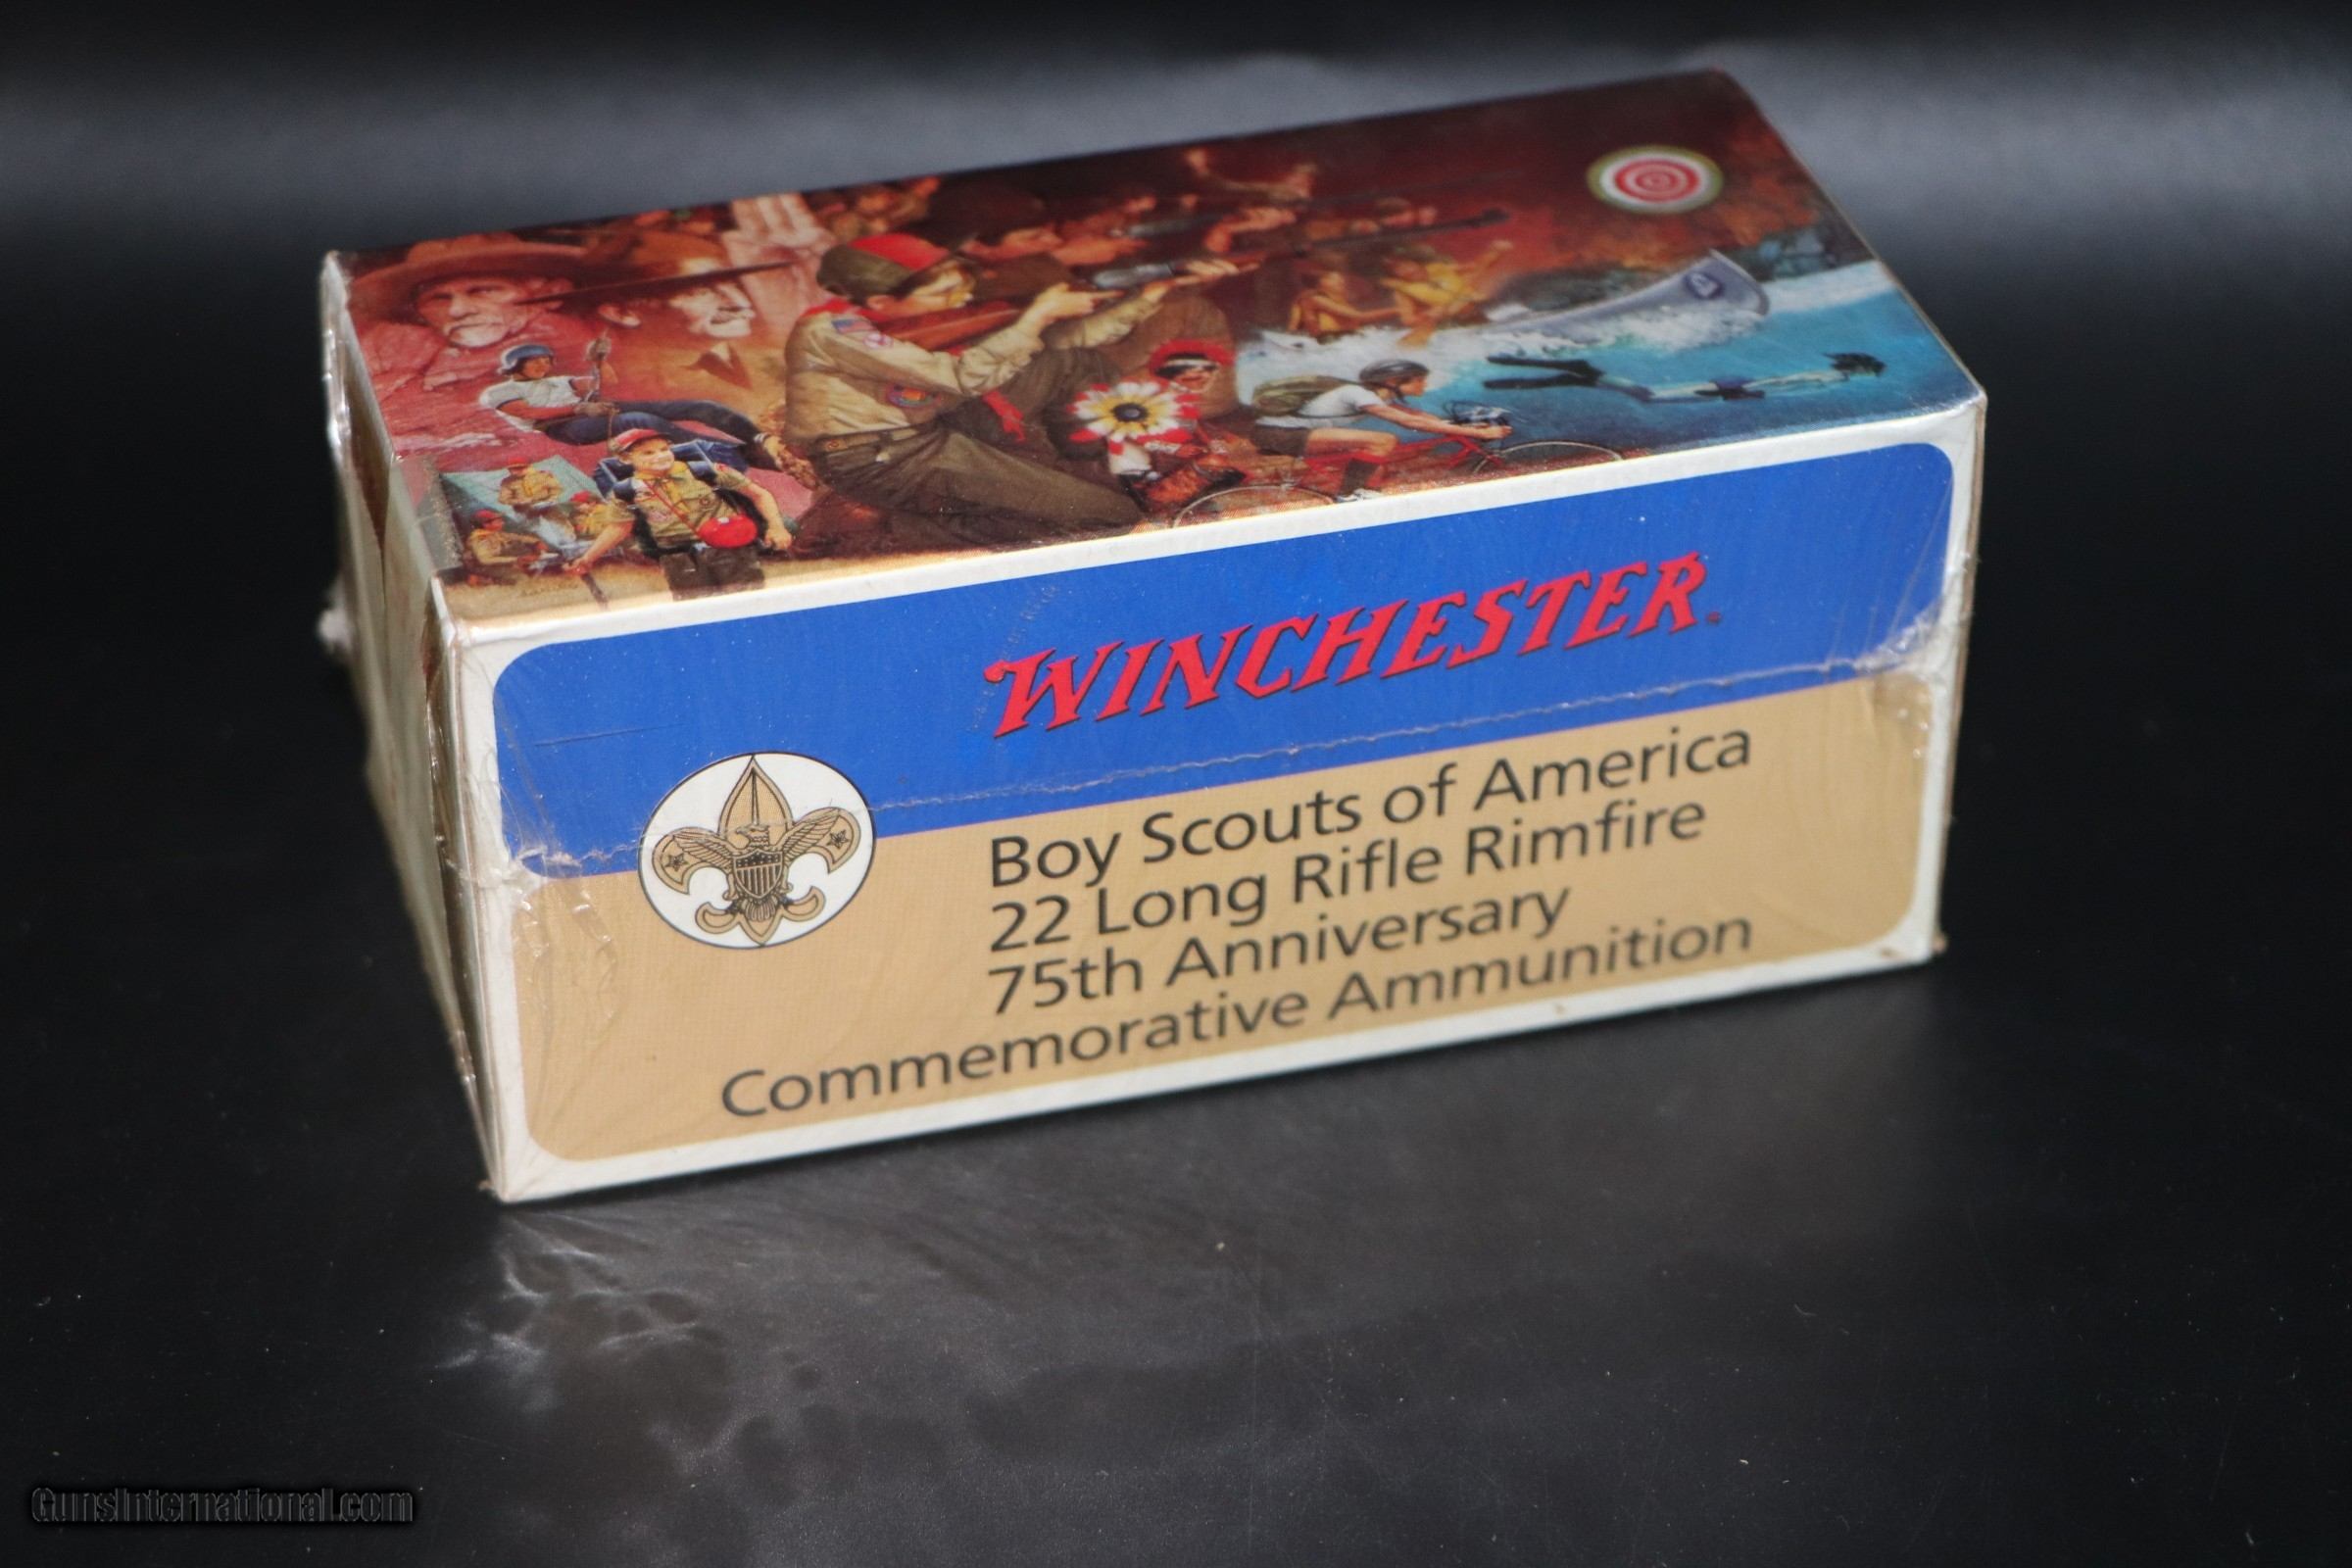 WINCHESTER
Boy Scouts of America
22 Long Rifle Rimfire
75th Anniversary
Commemorative Ammunition
GunsInternational.com